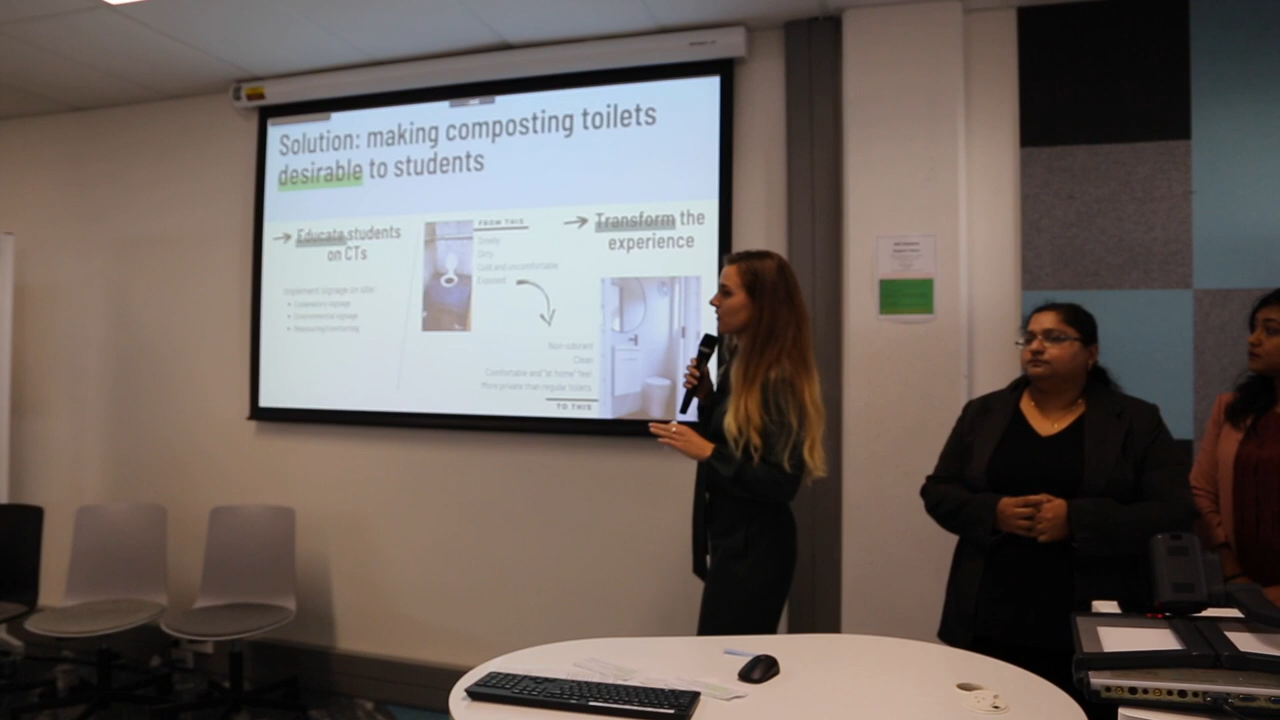 Solution: making composting toilets
desirable to students
Educate students
on CTs
Implement signage on site:
FROM THIS
Smelly
Dirty
Cold and uncomfortable
Exposed
Transform the
experience
Non-odorant
Clean
Comfortable and "at home" feel
More private than regular toilets
TO THIS